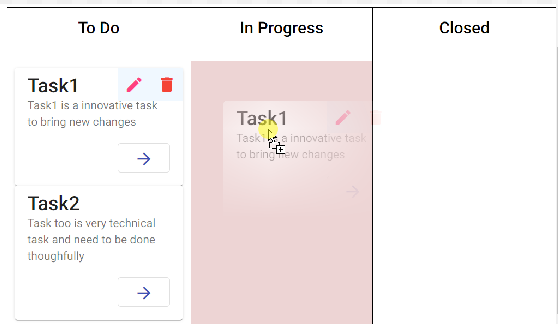 To Do
In Progress
Closed
Task1
Task1 is a innovative task
to bring new changes
Task2
Task too is very technical
task and need to be done
thoughfully
Task1
Task1 is a innovative task
to bring new changes